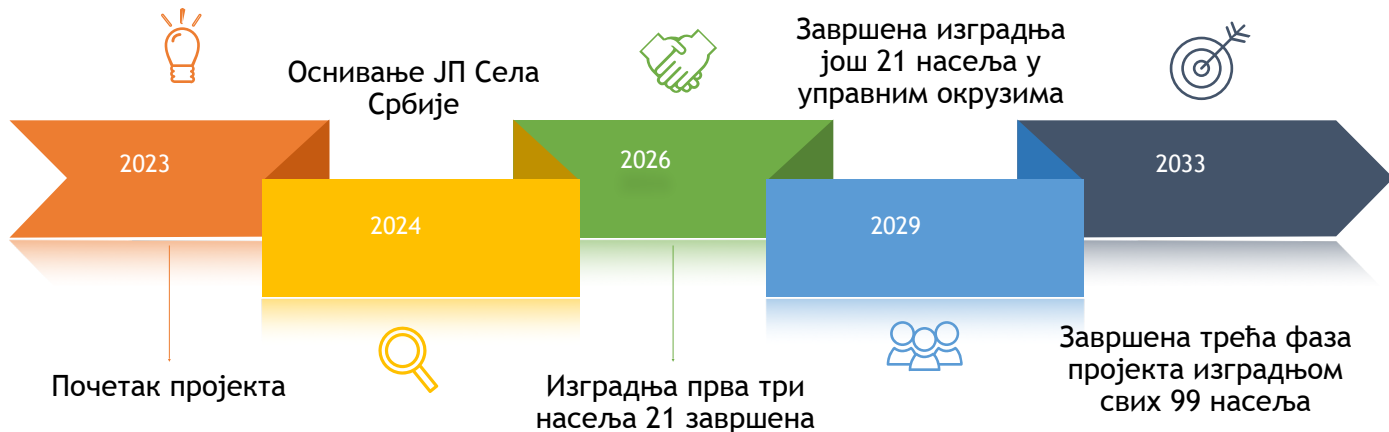 Оснивање ЈП Села
Србије
Завршена изградња
још 21 насеља у
управним окрузима
2023
2026
2033
2024
2029
Почетак пројекта
Изградња прва три
насеља 21 завршена
Завршена трећа фаза
пројекта изградњом
свих 99 насеља